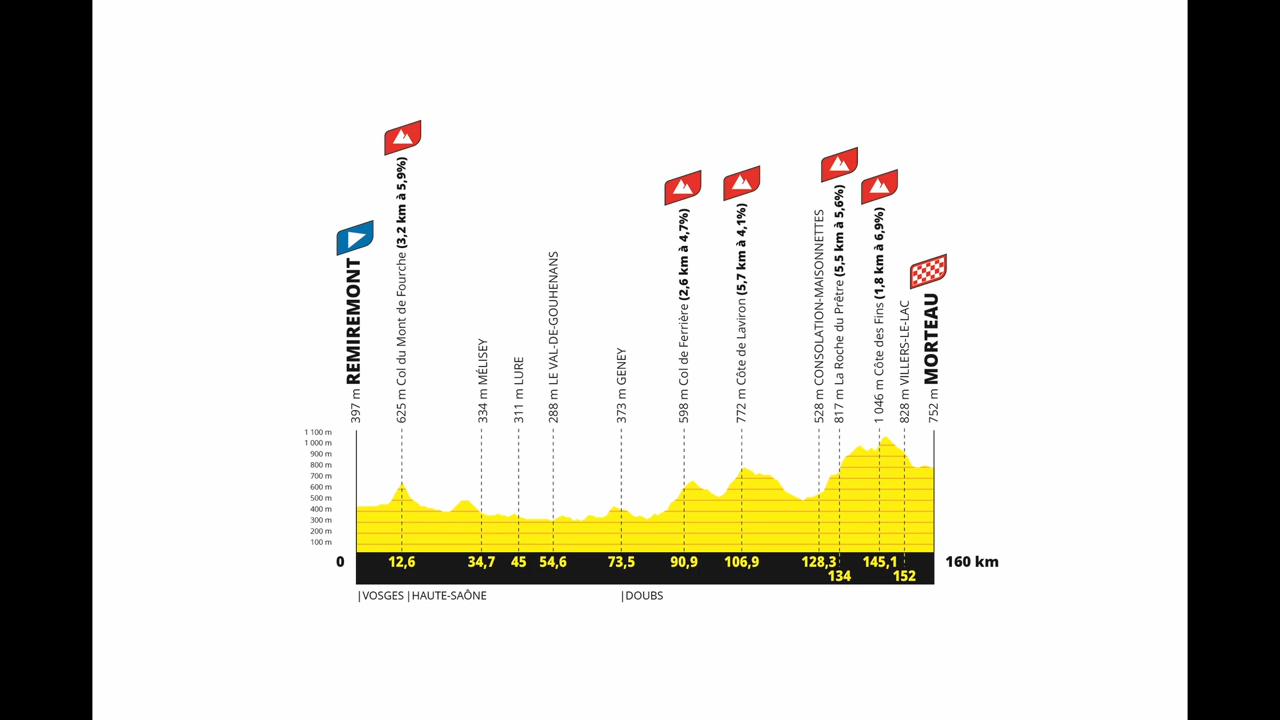 397 m REMIREMONT
625 m Col du Mont de Fourche (3,2 km à 5,9%)
334 m MÉLISEY
311 m LURE
288 m LE VAL-DE-GOUHENANS
373 m GENEY
598 m Col de Ferrière (2,6 km à 4,7%)
772 m Côte de Laviron (5,7 km à 4,1%)
528 m CONSOLATION-MAISONNETTES
817 m La Roche du Prêtre (5,5 km à 5,6%)
1 046 m Côte des Fins (1,8 km à 6,9%)
828 m VILLERS-LE-LAC
752 m MORTEAU
1 100 m
1 000 m
900 m
800 m
700 m
600 m
500 m
400 m
300 m
200 m
100 m
0 12,6 34,7 45 54,6 73,5 90,9 106,9 128,3 145,1 160 km
134 152
|VOSGES |HAUTE-SAÔNE |DOUBS